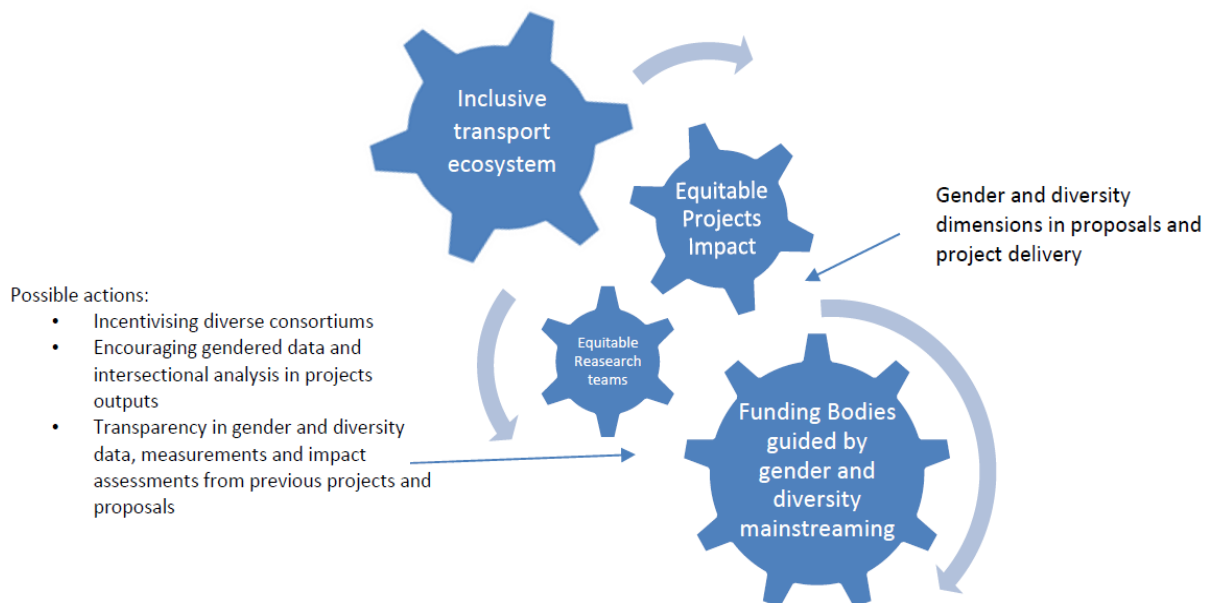 Inclusive
transport
ecosystem
Equitable
Projects
Impact
Gender and diversity
dimensions in proposals and
project delivery
Possible actions:
• Incentivising diverse consortiums
• Encouraging gendered data and
intersectional analysis in projects
outputs
• Transparency in gender and diversity
data, measurements and impact
assessments from previous projects and
proposals
Equitable
Reasearch
teams
Funding Bodies
guided by
gender and
diversity
mainstreaming